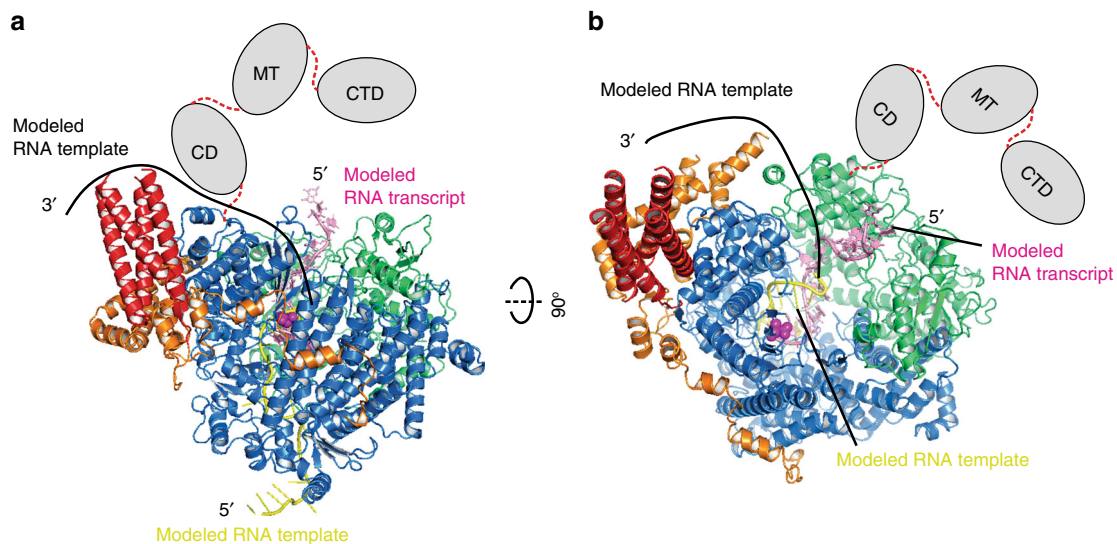 a
MT
CTD
CD
Modeled
RNA template
3′
5′
Modeled
RNA transcript
5′
Modeled RNA template
90°
b
Modeled RNA template
3′
CD
MT
CTD
5′
Modeled
RNA transcript
Modeled RNA template